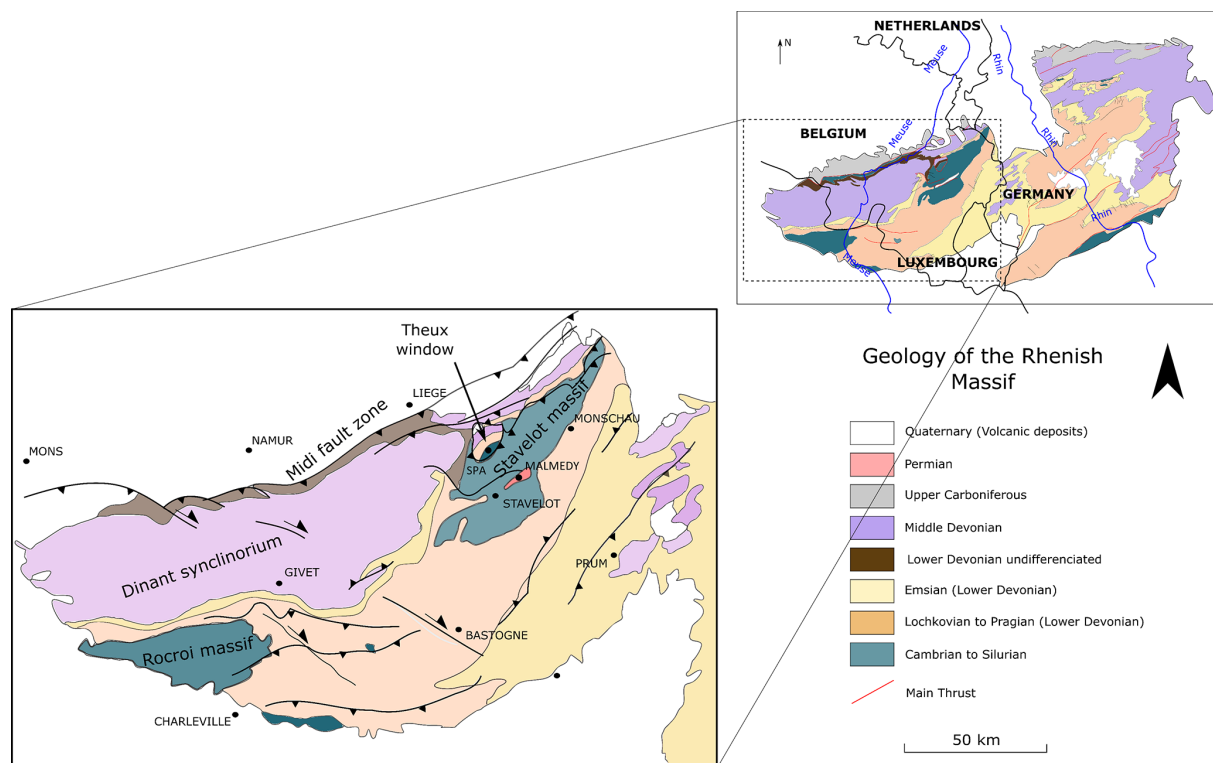 NETHERLANDS
N
Meuse
Rhin
BELGIUM
Meuse
Rhin
GERMANY
Rhin
LUXEMBOURG
Meuse
Theux
window
LIEGE
Midi fault zone
Stavelot massif
MONSCHAU
NAMUR
MONS
SPA
MALMEDY
STAVELOT
Dinant synclinorium
PRUM
GIVET
BASTOGNE
Rocroi massif
CHARLEVILLE
Geology of the Rhenish
Massif
Quaternary (Volcanic deposits)
Permian
Upper Carboniferous
Middle Devonian
Lower Devonian undifferenciated
Emsian (Lower Devonian)
Lochkovian to Pragian (Lower Devonian)
Cambrian to Silurian
Main Thrust
50 km